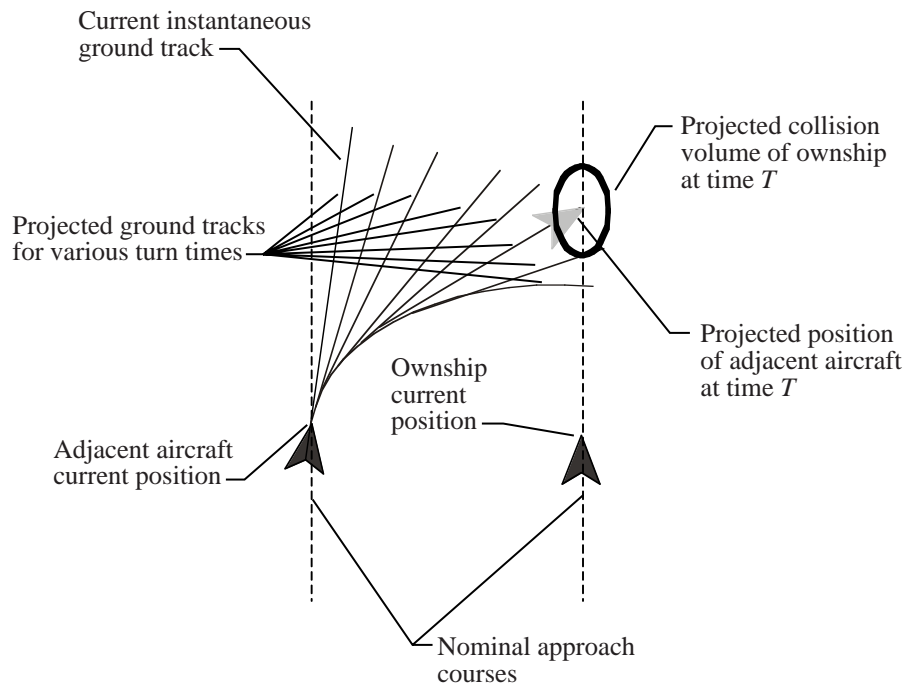 Current instantaneous
ground track
Projected collision
volume of ownship
at time T
Projected ground tracks
for various turn times
Projected position
of adjacent aircraft
at time T
Ownship
current
position
Adjacent aircraft
current position
Nominal approach
courses